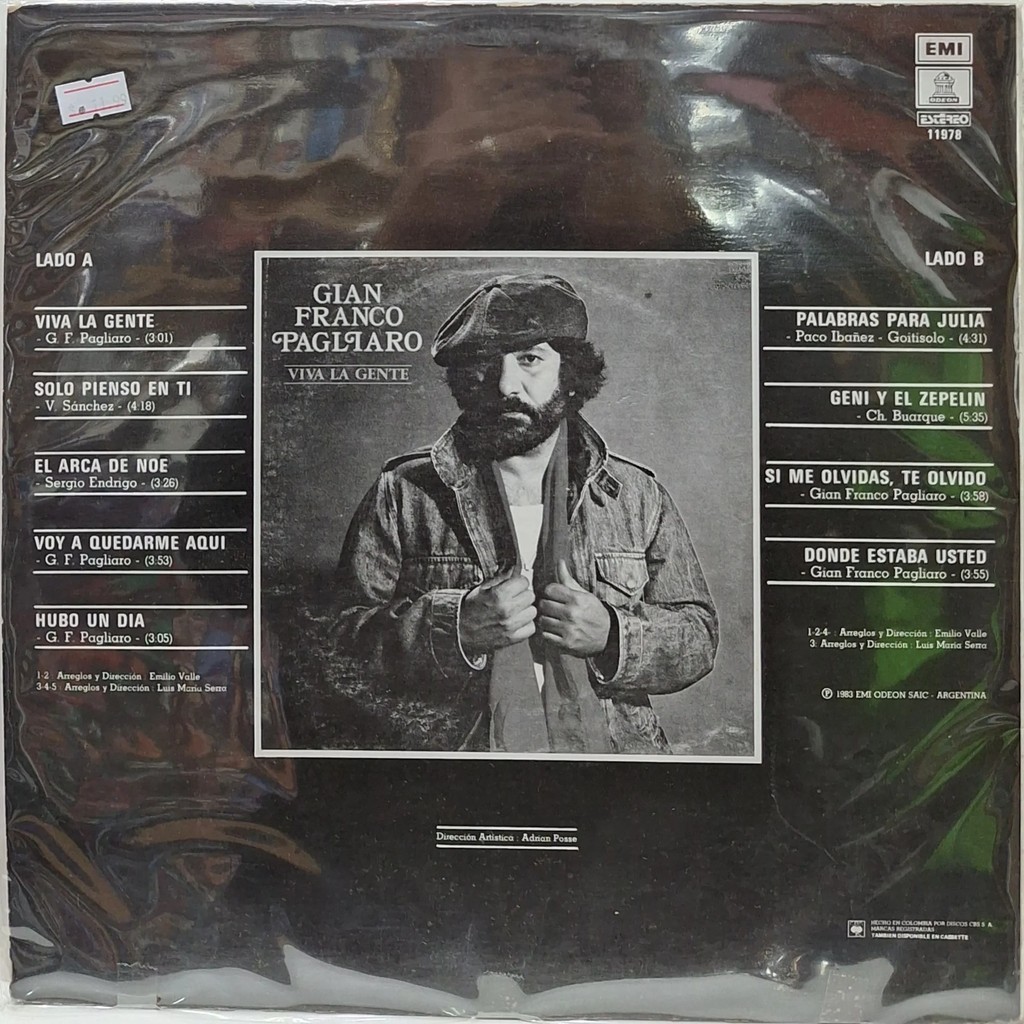 EMI
ODEON
ESTÉREO
11978
LADO A
VIVA LA GENTE
- G. F. Pagliaro - (3:01)
SOLO PIENSO EN TI
- V. Sánchez - (4:18)
EL ARCA DE NOE
- Sergio Endrigo - (3:26)
VOY A QUEDARME AQUI
- G. F. Pagliaro - (3:53)
HUBO UN DIA
- G. F. Pagliaro - (3:05)
1-2 Arreglos y Dirección : Emilio Valle
3-4-5 Arreglos y Dirección : Luis María Serra
GIAN
FRANCO
PAGLIARO
VIVA LA GENTE
LADO B
PALABRAS PARA JULIA
- Paco Ibañez - Goitisolo - (4:31)
GENI Y EL ZEPELIN
- Ch. Buarque - (5:35)
SI ME OLVIDAS, TE OLVIDO
- Gian Franco Pagliaro - (3:58)
DONDE ESTABA USTED
- Gian Franco Pagliaro - (3:55)
1-2-4- : Arreglos y Dirección : Emilio Valle
3: Arreglos y Dirección : Luis María Serra
Ⓟ 1983 EMI ODEON SAIC - ARGENTINA
Dirección Artística : Adrian Posse
HECHO EN COLOMBIA POR DISCOS CBS S A.
MARCAS REGISTRADAS
TAMBIEN DISPONIBLE EN CASSETTE